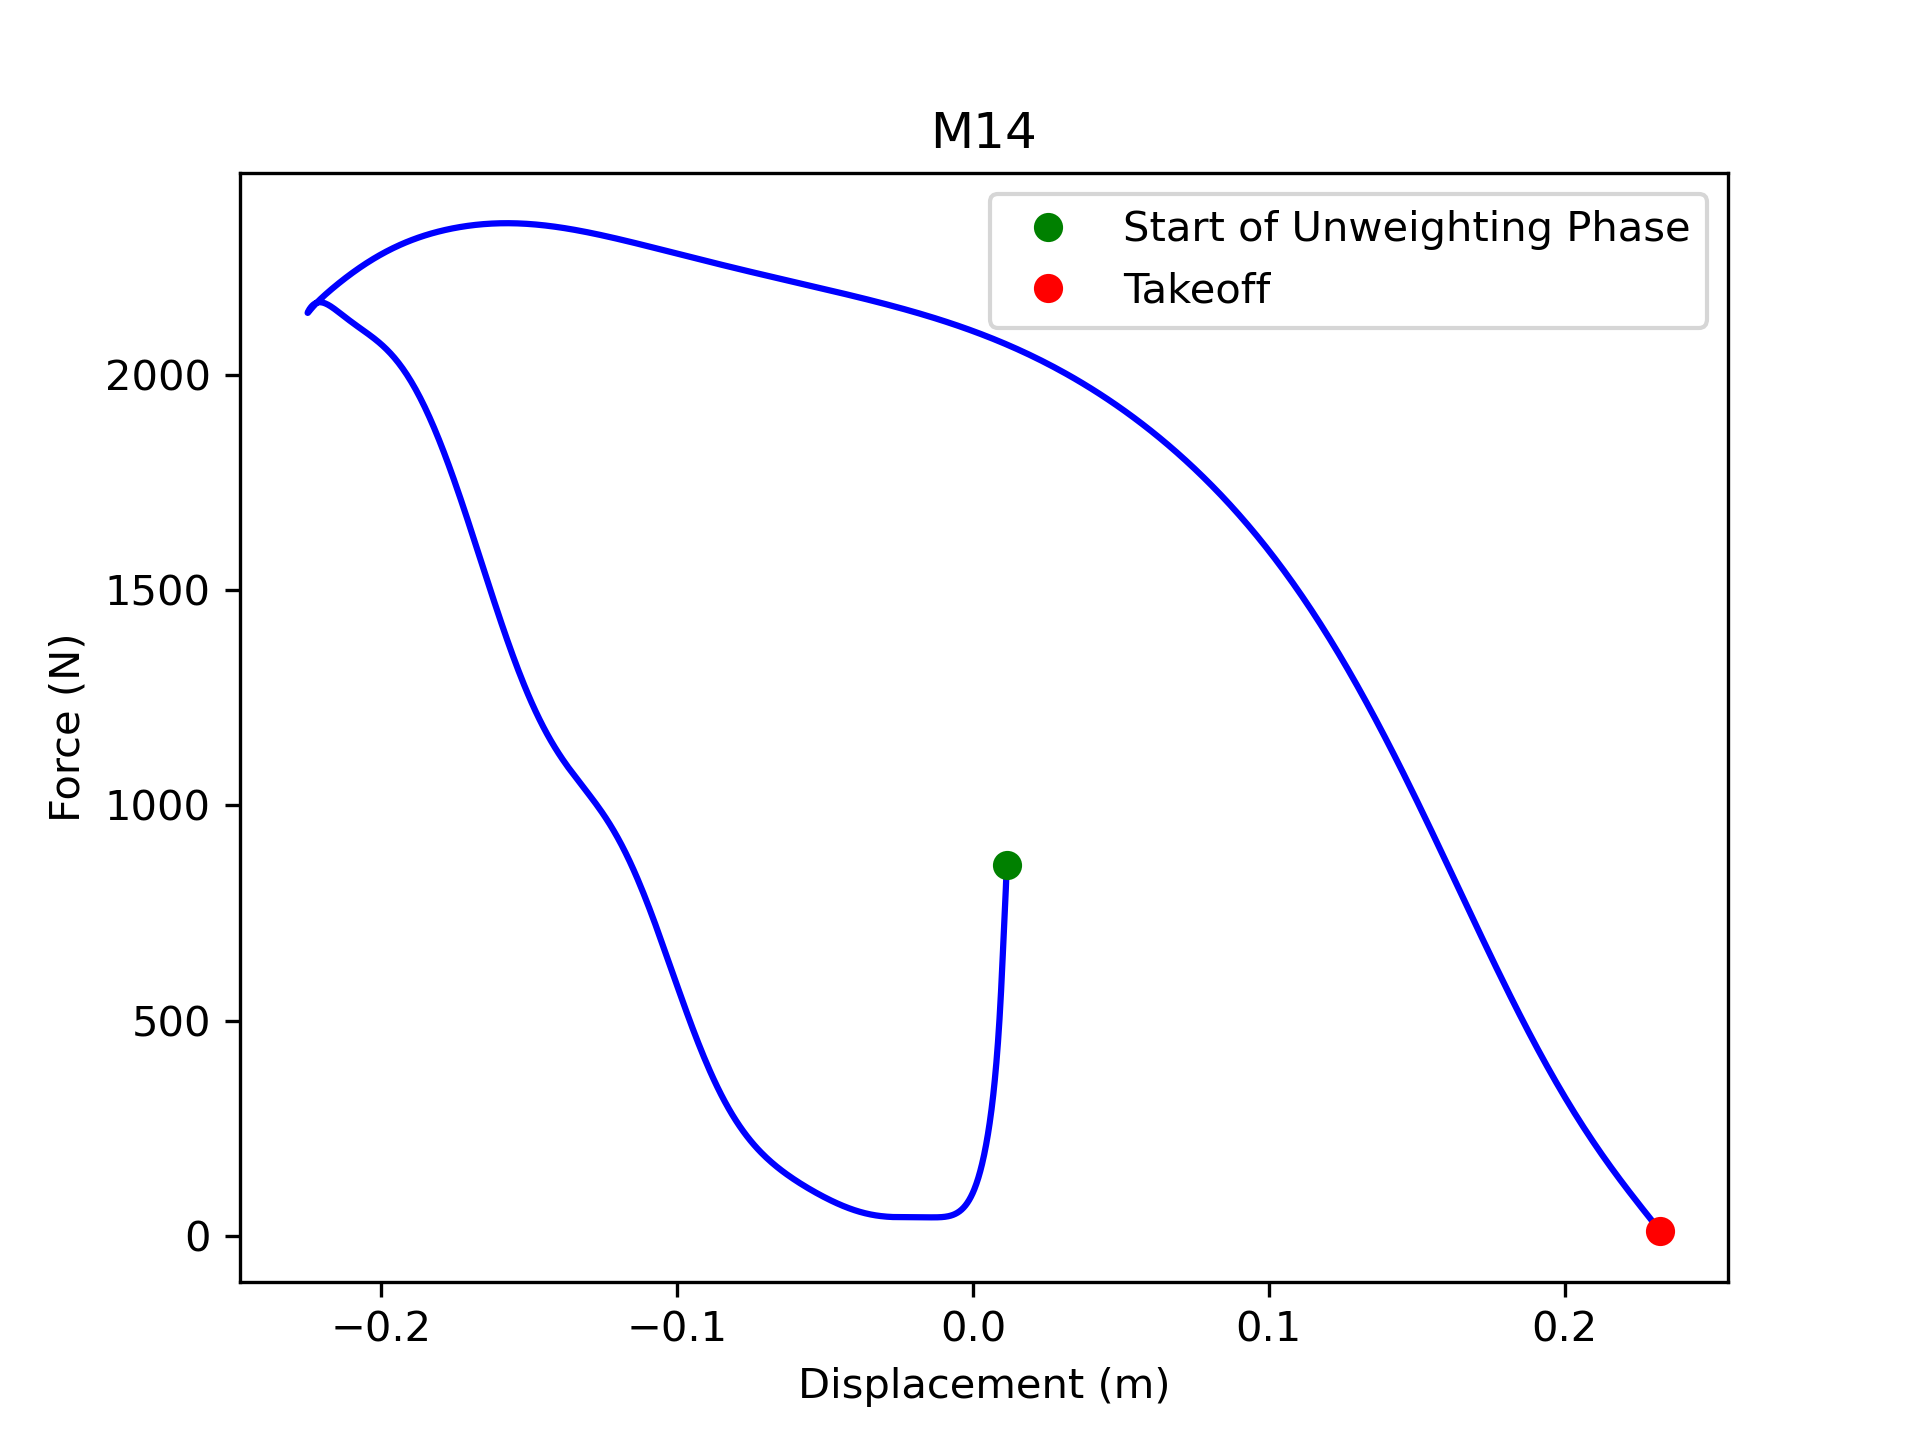 M14
Start of Unweighting Phase
Takeoff
2000
1500
1000
500
0
Force (N)
−0.2
−0.1
0.0
0.1
0.2
Displacement (m)